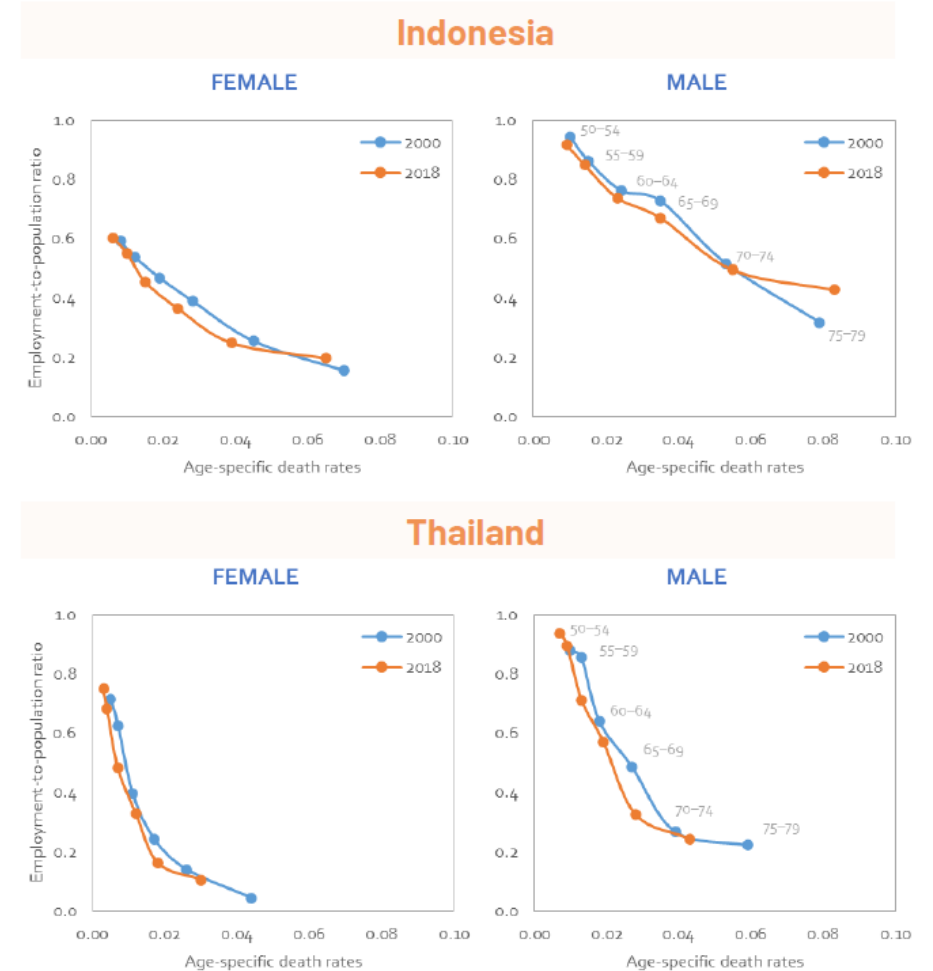 Indonesia
FEMALE
MALE
Employment-to-population ratio
1.0
0.8
0.6
0.4
0.2
0.0
2000
2018
0.00 0.02 0.04 0.06 0.08 0.10
Age-specific death rates
1.0
0.8
0.6
0.4
0.2
0.0
50–54
55–59
60–64
65–69
70–74
75–79
2000
2018
0.00 0.02 0.04 0.06 0.08 0.10
Age-specific death rates
Thailand
FEMALE
MALE
Employment-to-population ratio
1.0
0.8
0.6
0.4
0.2
0.0
2000
2018
0.00 0.02 0.04 0.06 0.08 0.10
Age-specific death rates
1.0
0.8
0.6
0.4
0.2
0.0
50–54
55–59
60–64
65–69
70–74
75–79
2000
2018
0.00 0.02 0.04 0.06 0.08 0.10
Age-specific death rates